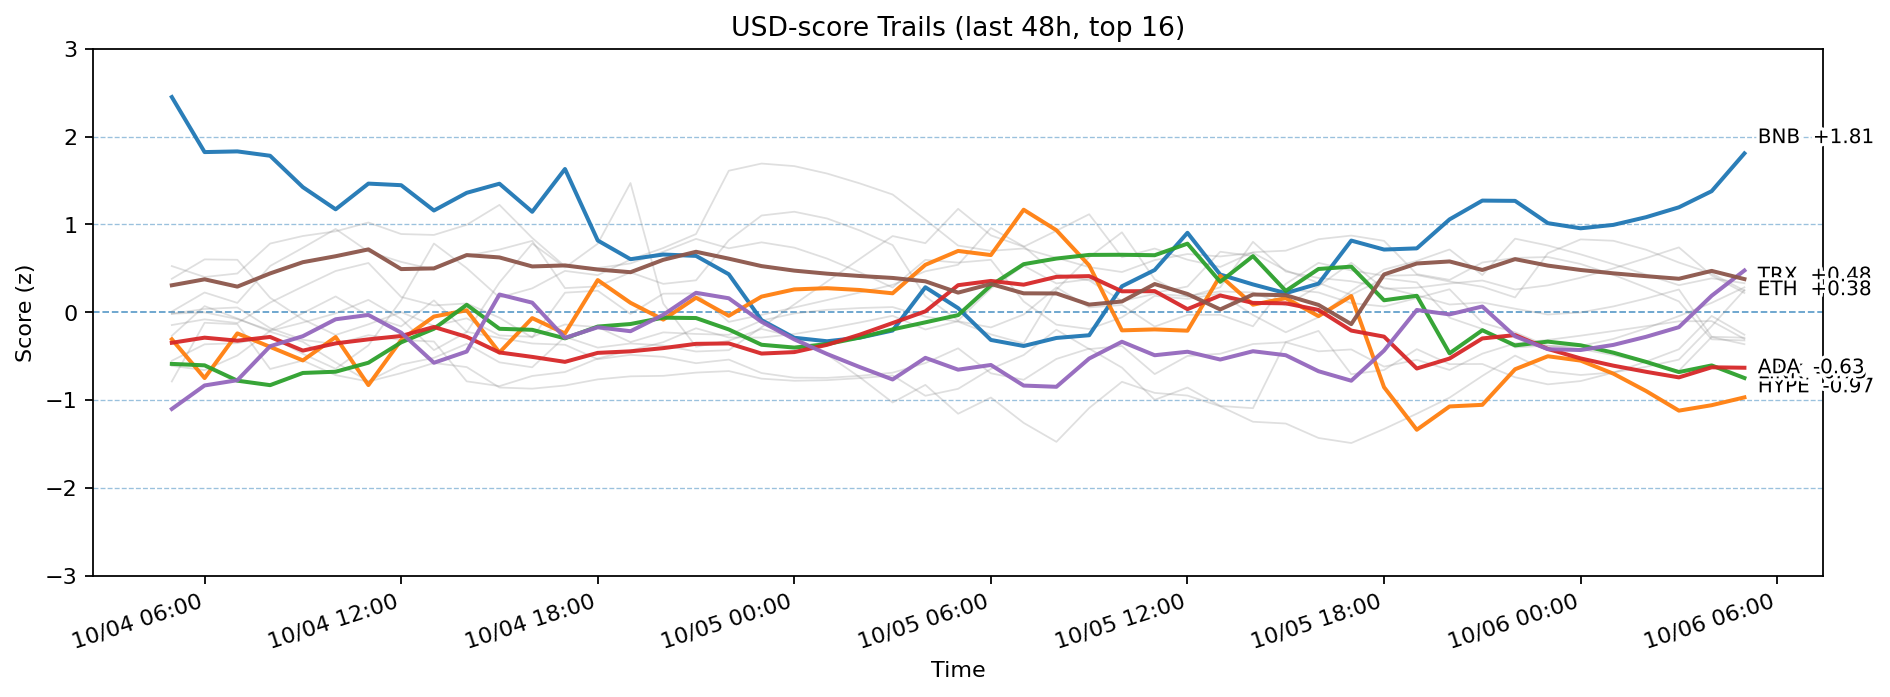 USD-score Trails (last 48h, top 16)
Score (z)
3
2
1
0
−1
−2
−3
BNB +1.81
TRX +0.48
ETH +0.38
ADA -0.63
HYPE -0.97
10/04 06:00
10/04 12:00
10/04 18:00
10/05 00:00
10/05 06:00
10/05 12:00
10/05 18:00
10/06 00:00
10/06 06:00
Time